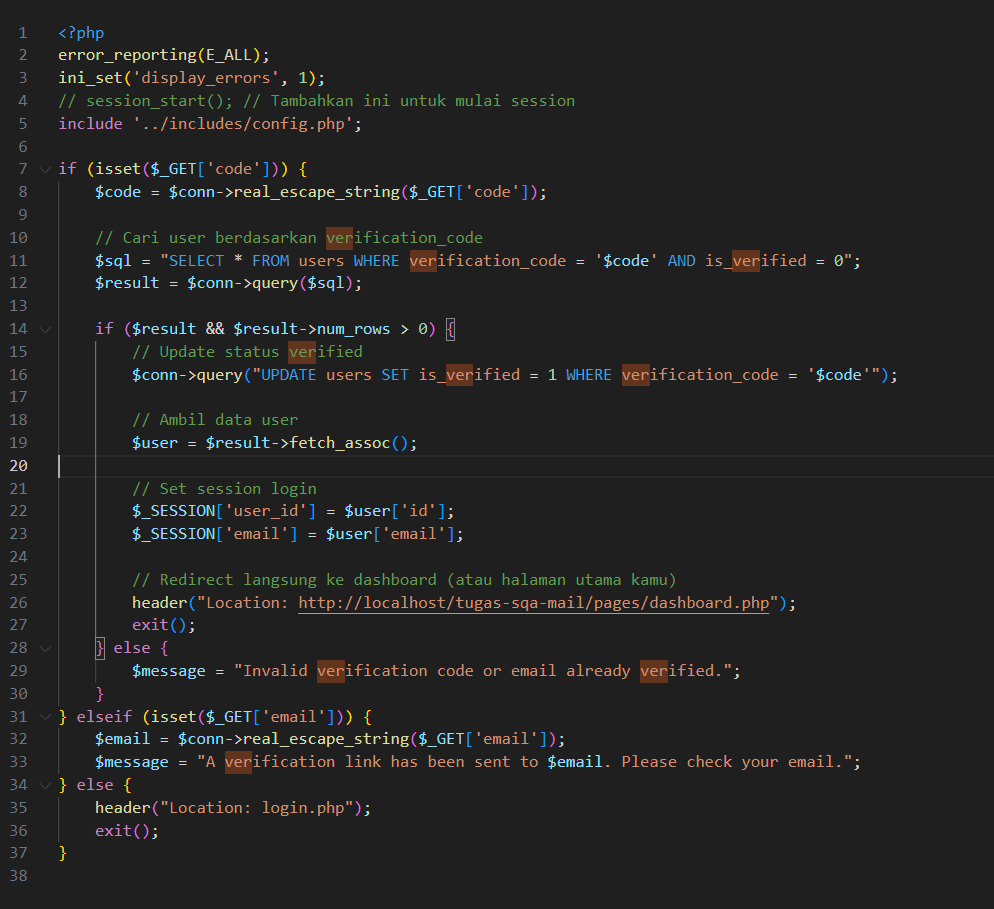 1 <?php
2 error_reporting(E_ALL);
3 ini_set('display_errors', 1);
4 // session_start(); // Tambahkan ini untuk mulai session
5 include '../includes/config.php';
6
7 if (isset($_GET['code'])) {
8     $code = $conn->real_escape_string($_GET['code']);
9
10     // Cari user berdasarkan verification_code
11     $sql = "SELECT * FROM users WHERE verification_code = '$code' AND is_verified = 0";
12     $result = $conn->query($sql);
13
14     if ($result && $result->num_rows > 0) {
15         // Update status verified
16         $conn->query("UPDATE users SET is_verified = 1 WHERE verification_code = '$code'");
17
18         // Ambil data user
19         $user = $result->fetch_assoc();
20
21         // Set session login
22         $_SESSION['user_id'] = $user['id'];
23         $_SESSION['email'] = $user['email'];
24
25         // Redirect langsung ke dashboard (atau halaman utama kamu)
26         header("Location: http://localhost/tugas-sqa-mail/pages/dashboard.php");
27         exit();
28     } else {
29         $message = "Invalid verification code or email already verified.";
30     }
31 } elseif (isset($_GET['email'])) {
32     $email = $conn->real_escape_string($_GET['email']);
33     $message = "A verification link has been sent to $email. Please check your email.";
34 } else {
35     header("Location: login.php");
36     exit();
37 }
38